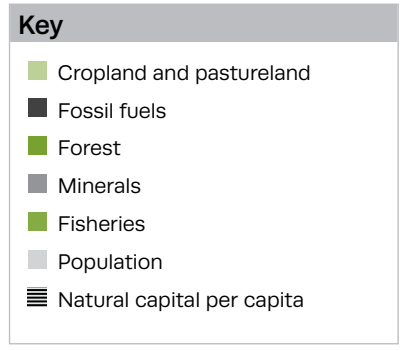 Key
Cropland and pastureland
Fossil fuels
Forest
Minerals
Fisheries
Population
Natural capital per capita